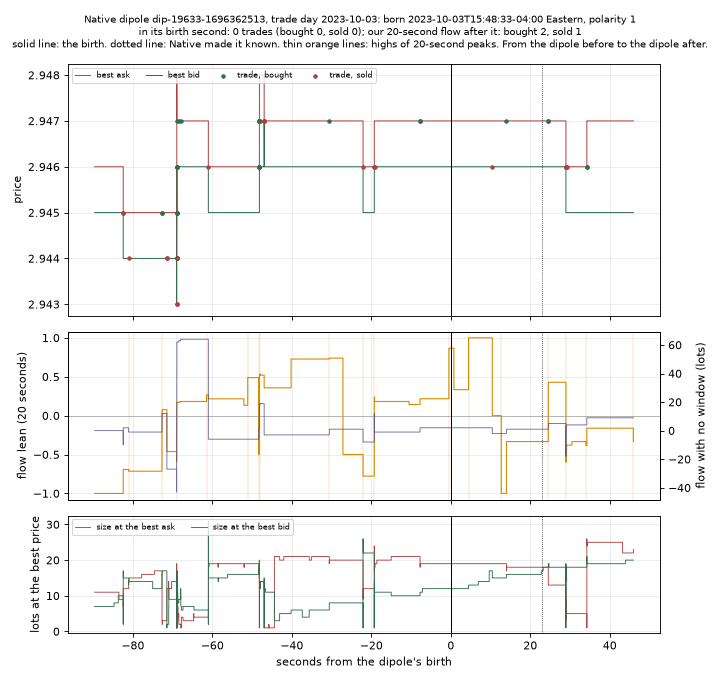 Native dipole dip-19633-1696362513, trade day 2023-10-03: born 2023-10-03T15:48:33-04:00 Eastern, polarity 1
in its birth second: 0 trades (bought 0, sold 0); our 20-second flow after it: bought 2, sold 1
solid line: the birth. dotted line: Native made it known. thin orange lines: highs of 20-second peaks. From the dipole before to the dipole after.
best ask
best bid
trade, bought
trade, sold
2.948
2.947
2.946
2.945
2.944
2.943
price
1.0
0.5
0.0
−0.5
−1.0
flow lean (20 seconds)
60
40
20
0
−20
−40
flow with no window (lots)
size at the best ask
size at the best bid
30
20
10
0
lots at the best price
−80
−60
−40
−20
0
20
40
seconds from the dipole's birth